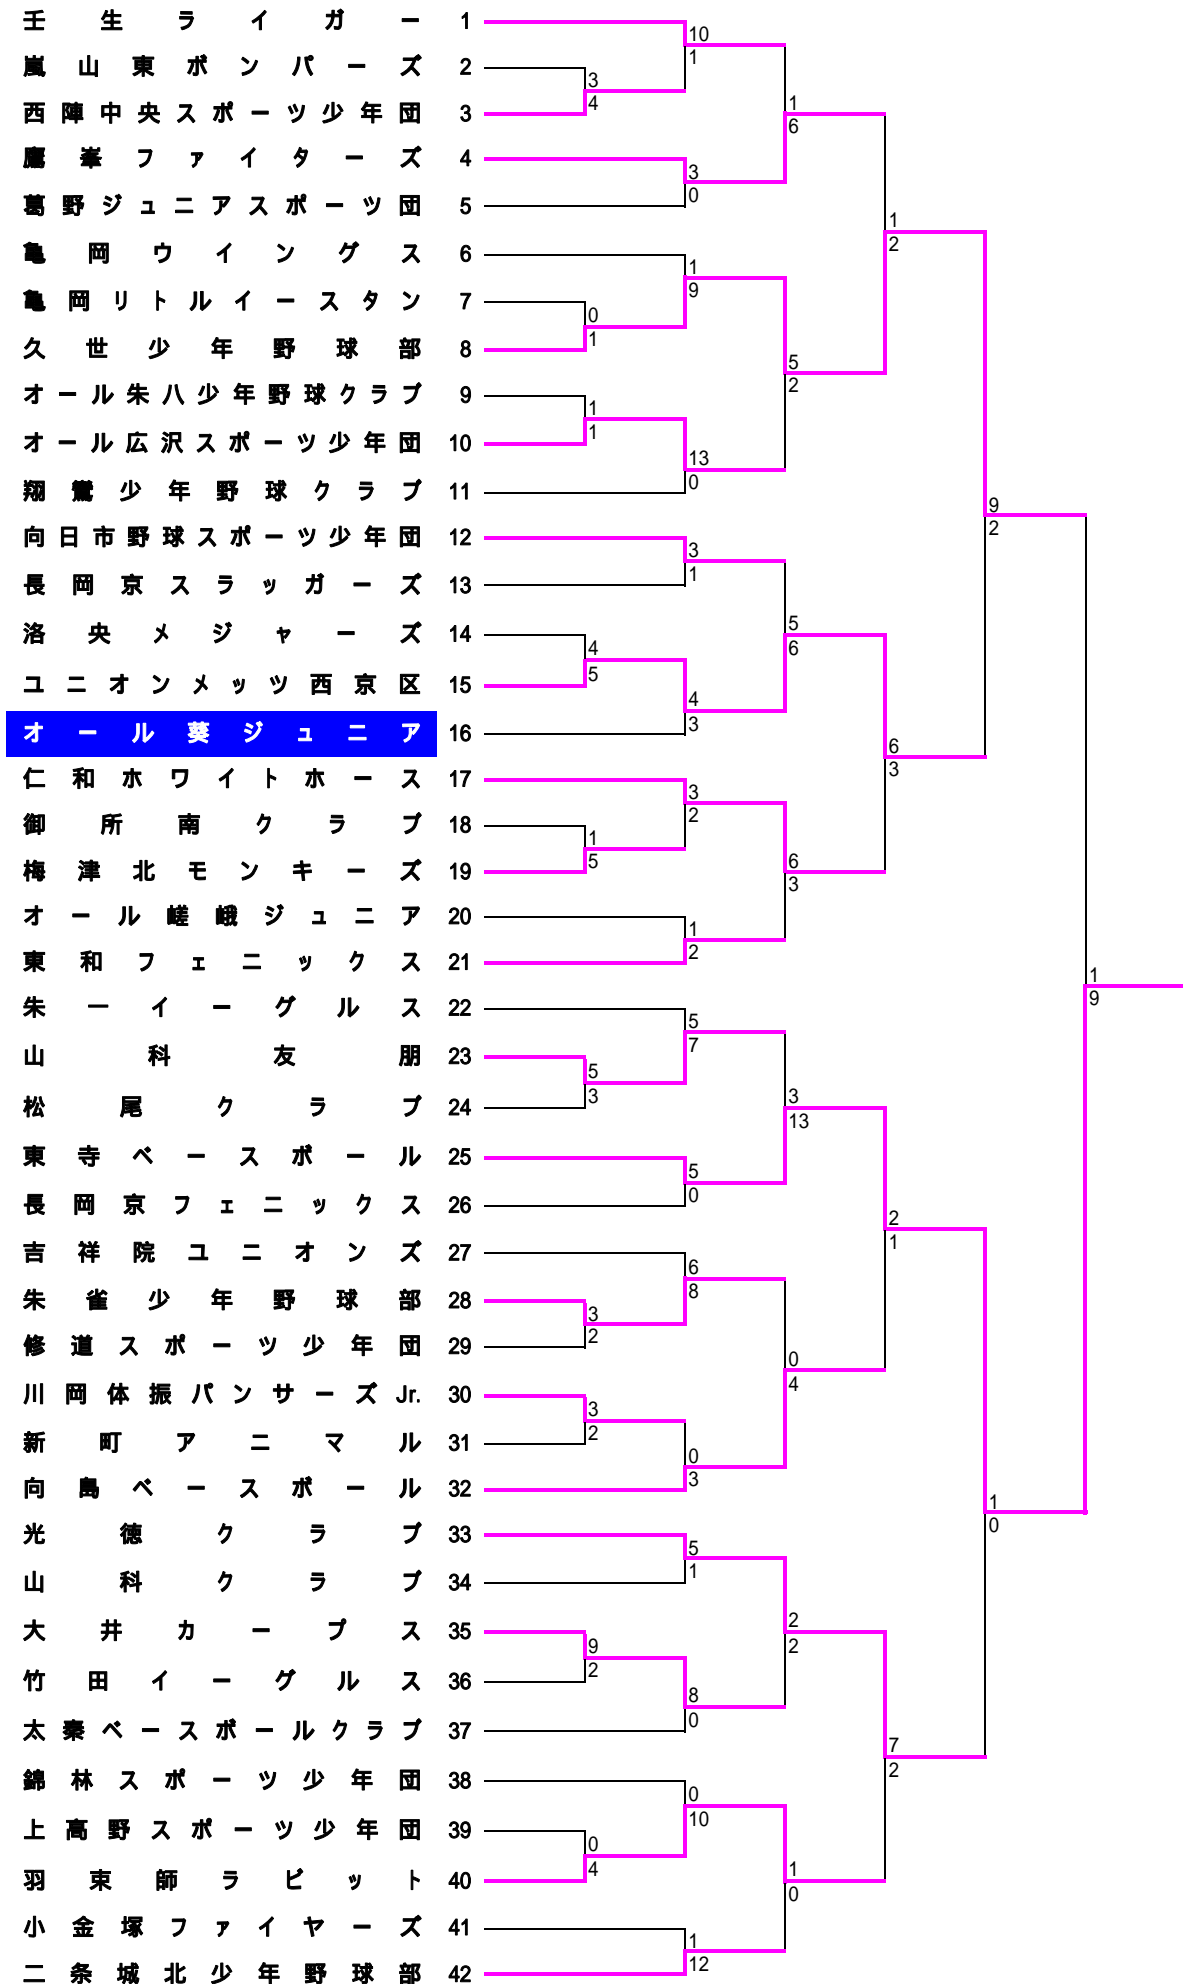 壬生ライガー 1
10
嵐山東ボンバーズ 2
1
3
西陣中央スポーツ少年団 3
4
1
6
鷹峯ファイターズ 4
3
葛野ジュニアスポーツ団 5
0
1
2
亀岡ウイングス 6
1
9
亀岡リトルイースタン 7
0
久世少年野球部 8
1
5
2
オール朱八少年野球クラブ 9
1
オール広沢スポーツ少年団 10
1
13
翔鸞少年野球クラブ 11
0
9
2
向日市野球スポーツ少年団 12
3
長岡京スラッガーズ 13
1
洛央メジャーズ 14
5
6
4
ユニオンメッツ西京区 15
5
4
オール葵ジュニア 16
3
6
3
仁和ホワイトホース 17
3
御所南クラブ 18
2
1
梅津北モンキーズ 19
5
6
3
オール嵯峨ジュニア 20
1
東和フェニックス 21
2
1
9
朱一イーグルス 22
5
山科友朋 23
7
5
松尾クラブ 24
3
3
13
東寺ベースボール 25
5
長岡京フェニックス 26
0
2
1
吉祥院ユニオンズ 27
6
朱雀少年野球部 28
8
3
修道スポーツ少年団 29
2
0
4
川岡体振パンサーズJr. 30
3
新町アニマル 31
2
0
向島ベースボール 32
3
1
0
光徳クラブ 33
5
山科クラブ 34
1
大井カープス 35
2
2
9
竹田イーグルス 36
2
8
太秦ベースボールクラブ 37
0
7
2
錦林スポーツ少年団 38
0
10
上高野スポーツ少年団 39
0
羽束師ラビット 40
4
1
0
小金塚ファイヤーズ 41
1
二条城北少年野球部 42
12